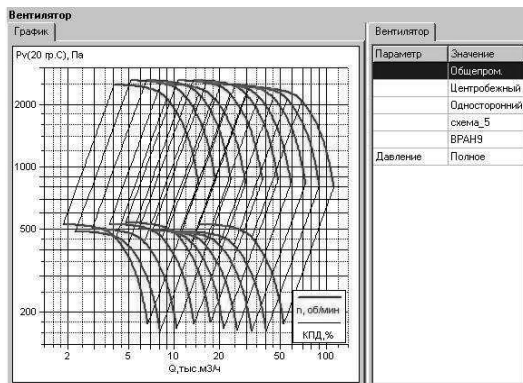 Вентилятор
График
Pv(20 гр.С), Па
2000
1000
500
200
2 5 10 20 50 100
Q,тыс.м3/ч
n, об/мин
КПД,%
Вентилятор
Параметр Значение
Общепром.
Центробежный
Односторонний
схема_5
ВРАН9
Давление Полное